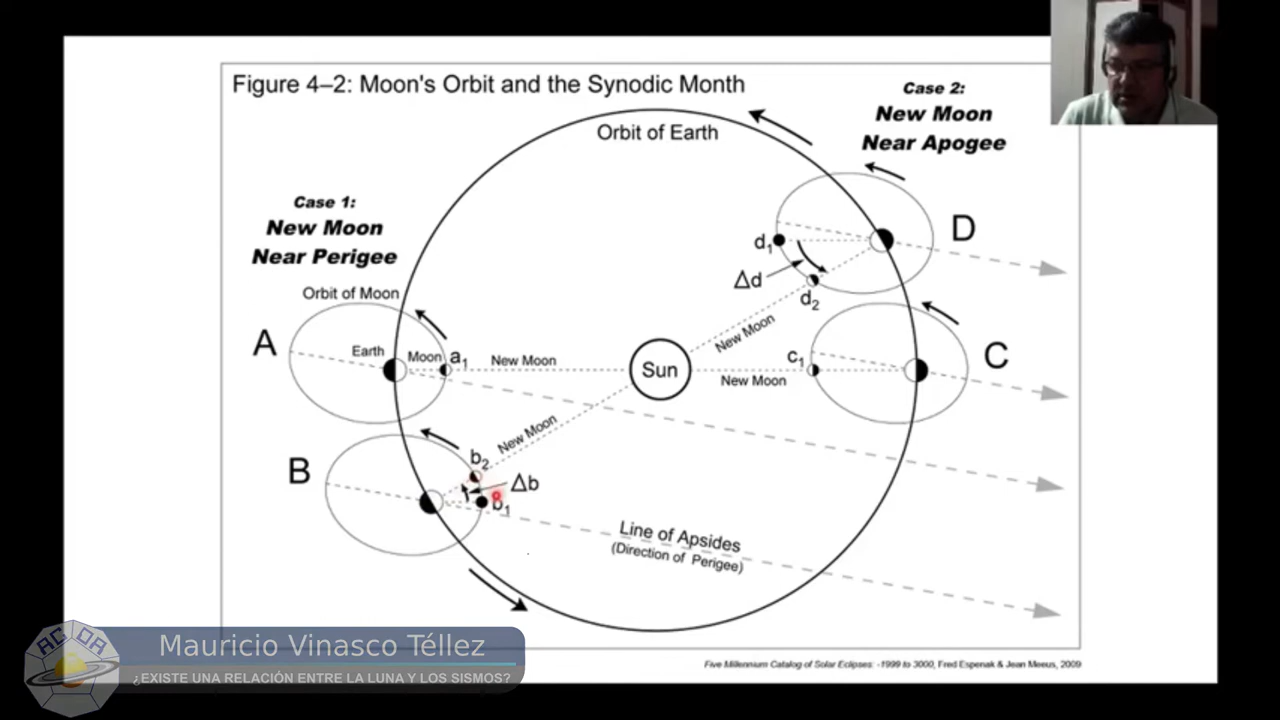 Figure 4–2: Moon's Orbit and the Synodic Month
Case 2:
New Moon
Near Apogee
Orbit of Earth
Case 1:
New Moon
Near Perigee
D
d1
Δd
d2
Orbit of Moon
A
Earth
Moon
a1
New Moon
Sun
New Moon
New Moon
c1
C
B
b2
New Moon
Δb
b1
Line of Apsides
(Direction of Perigee)
ACDA
Mauricio Vinasco Téllez
¿EXISTE UNA RELACIÓN ENTRE LA LUNA Y LOS SISMOS?
Five Millennium Catalog of Solar Eclipses: -1999 to 3000, Fred Espenak & Jean Meeus, 2009